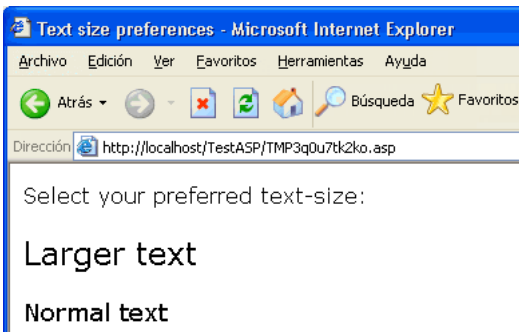 Text size preferences - Microsoft Internet Explorer
Archivo Edición Ver Favoritos Herramientas Ayuda
Atrás Búsqueda Favoritos
Dirección http://localhost/TestASP/TMP3q0u7tk2ko.asp
Select your preferred text-size:
Larger text
Normal text